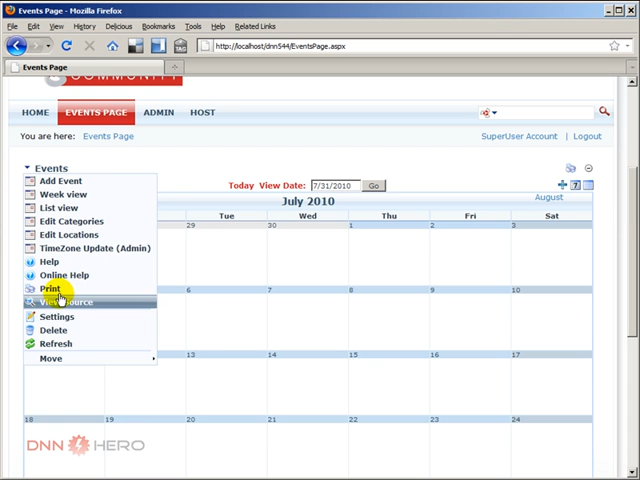 Events Page - Mozilla Firefox
File Edit View History Delicious Bookmarks Tools Help Related Links
TAG
http://localhost/dnn544/EventsPage.aspx
Events Page
COMMUNITY
HOME EVENTS PAGE ADMIN HOST
You are here: Events Page SuperUser Account | Logout
Events
Add Event
Week view
List view
Edit Categories
Edit Locations
TimeZone Update (Admin)
Help
Online Help
Print
View Source
Settings
Delete
Refresh
Move
Today View Date: 7/31/2010 Go
7
July 2010 August
Tue Wed Thu Fri Sat
29 30 1 2 3
6 7 8 9 10
13 14 15 16 17
18 19 20 21 22 23 24
DNN HERO